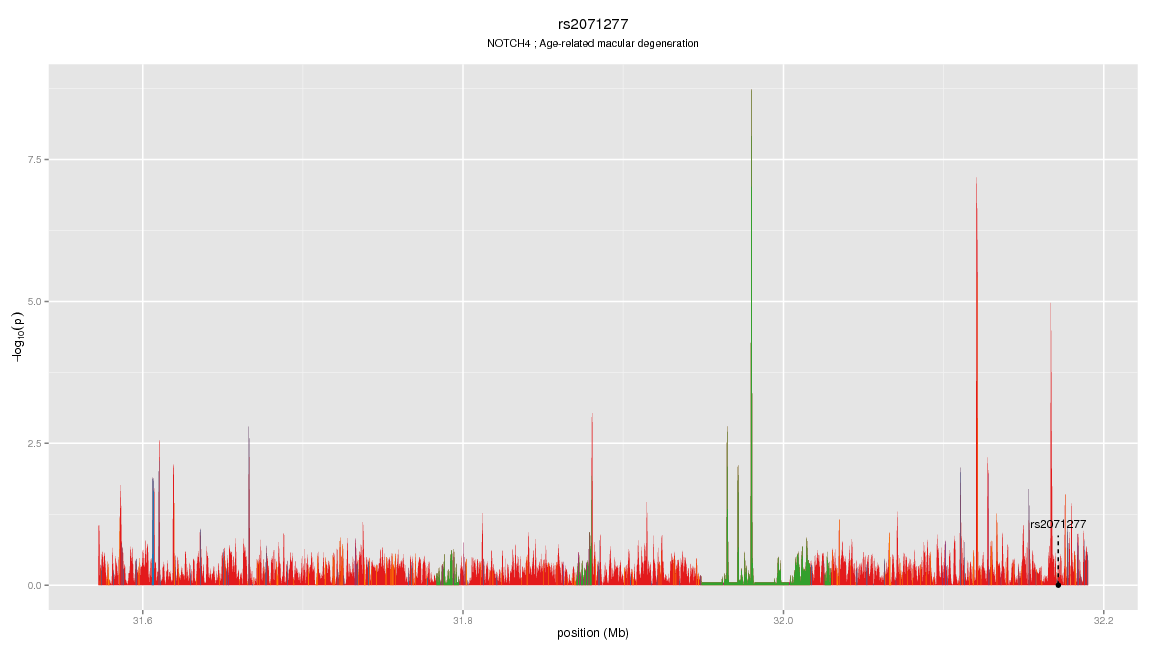 rs2071277
NOTCH4 ; Age-related macular degeneration
7.5
5.0
2.5
0.0
−log10(p)
rs2071277
31.6
31.8
32.0
32.2
position (Mb)